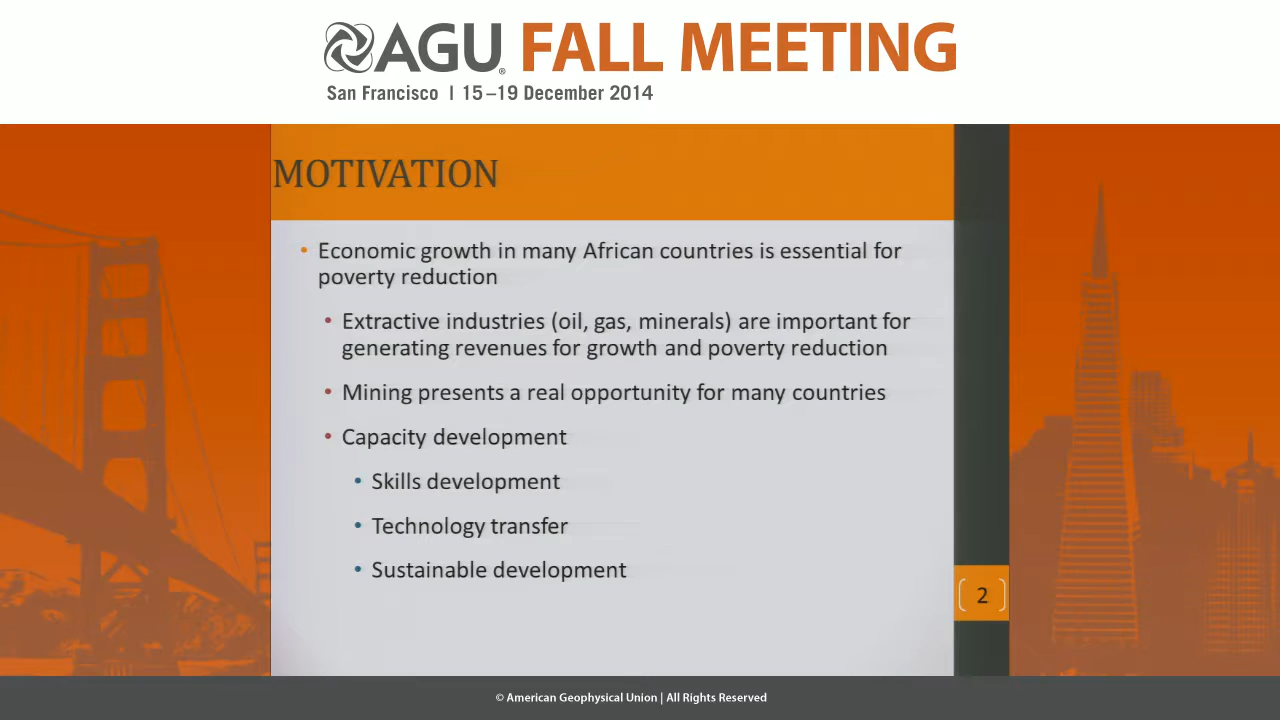 AGU® FALL MEETING
San Francisco | 15–19 December 2014
MOTIVATION
• Economic growth in many African countries is essential for
poverty reduction
• Extractive industries (oil, gas, minerals) are important for
generating revenues for growth and poverty reduction
• Mining presents a real opportunity for many countries
• Capacity development
• Skills development
• Technology transfer
• Sustainable development
2
© American Geophysical Union | All Rights Reserved